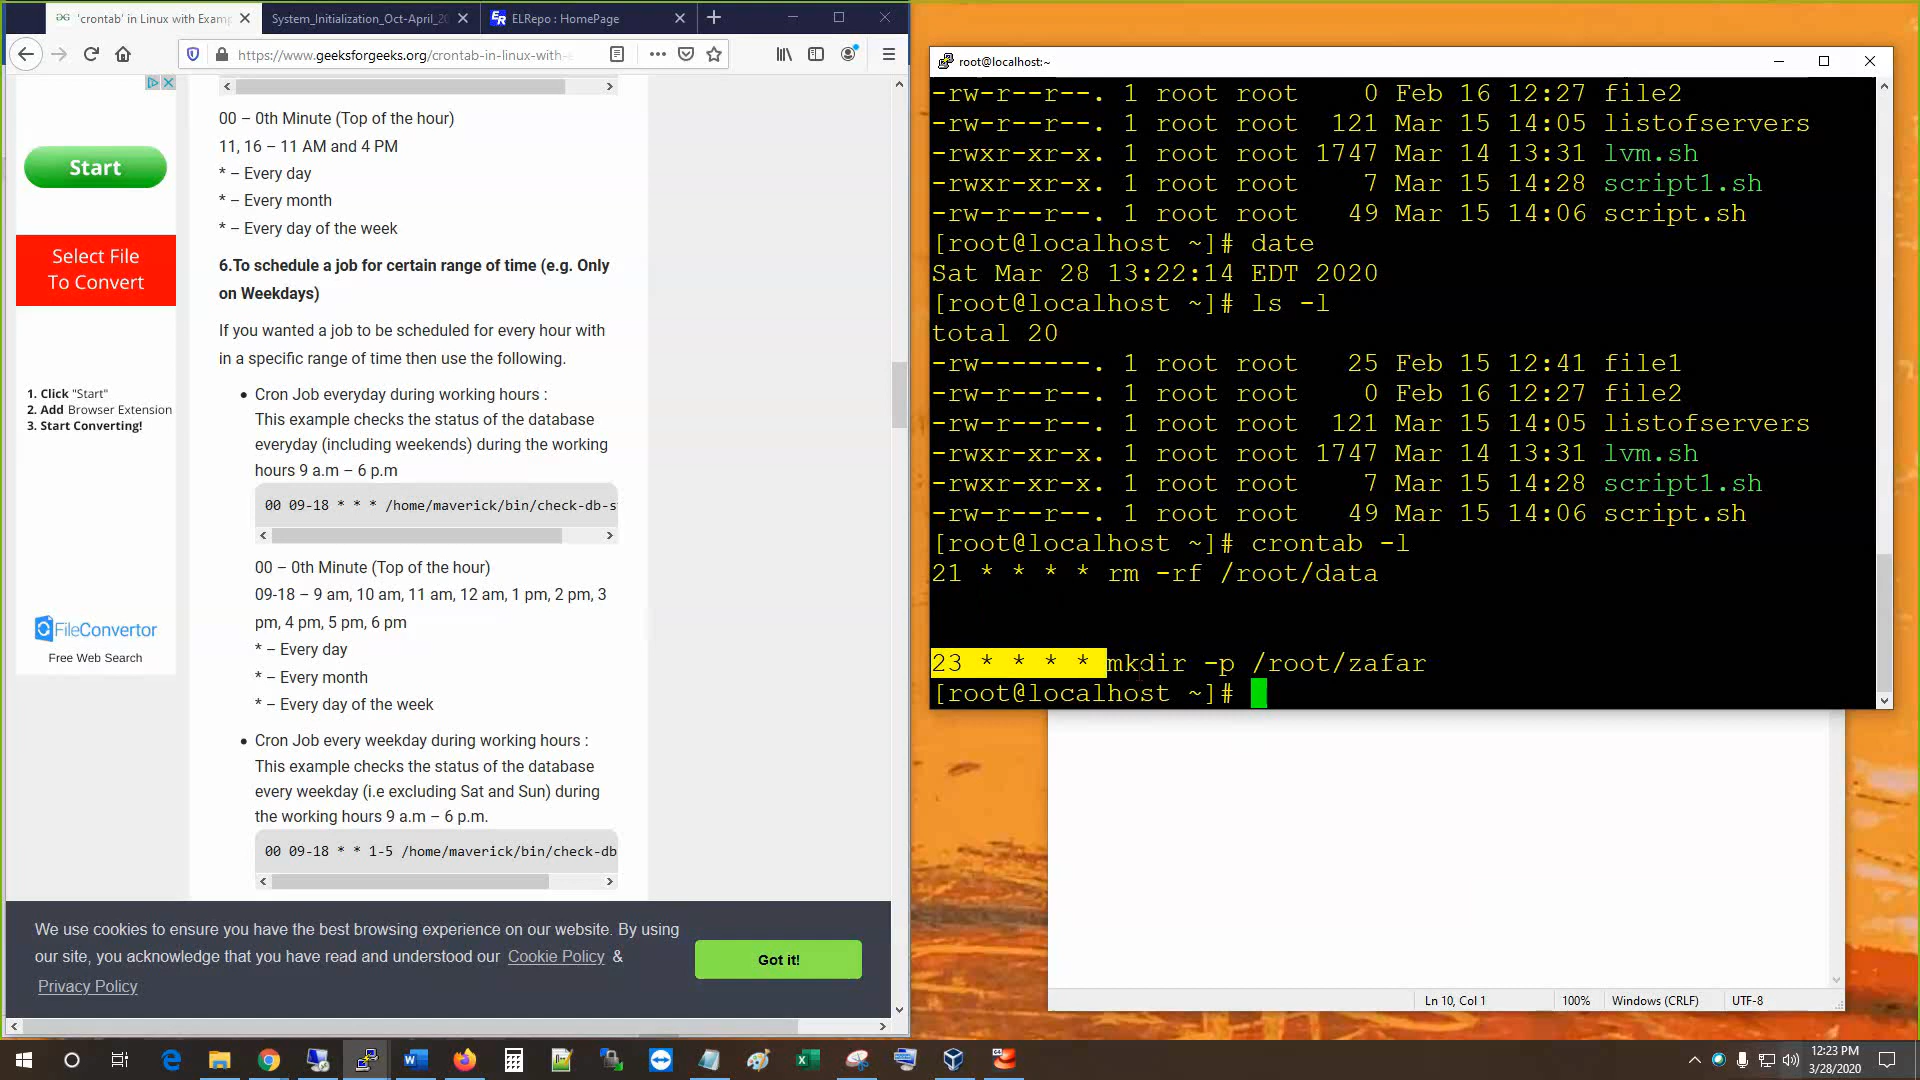 'crontab' in Linux with Examp
System_Initialization_Oct-April_20
ELRepo : HomePage
https://www.geeksforgeeks.org/crontab-in-linux-with-e
Start
Select File
To Convert
1. Click "Start"
2. Add Browser Extension
3. Start Converting!
FileConvertor
Free Web Search
00 – 0th Minute (Top of the hour)
11, 16 – 11 AM and 4 PM
* – Every day
* – Every month
* – Every day of the week
6.To schedule a job for certain range of time (e.g. Only
on Weekdays)
If you wanted a job to be scheduled for every hour with
in a specific range of time then use the following.
Cron Job everyday during working hours :
This example checks the status of the database
everyday (including weekends) during the working
hours 9 a.m – 6 p.m
00 09-18 * * * /home/maverick/bin/check-db-s
00 – 0th Minute (Top of the hour)
09-18 – 9 am, 10 am, 11 am, 12 am, 1 pm, 2 pm, 3
pm, 4 pm, 5 pm, 6 pm
* – Every day
* – Every month
* – Every day of the week
Cron Job every weekday during working hours :
This example checks the status of the database
every weekday (i.e excluding Sat and Sun) during
the working hours 9 a.m – 6 p.m.
00 09-18 * * 1-5 /home/maverick/bin/check-db
We use cookies to ensure you have the best browsing experience on our website. By using
our site, you acknowledge that you have read and understood our Cookie Policy &
Privacy Policy
Got it!
root@localhost:~
-rw-r--r--. 1 root root 0 Feb 16 12:27 file2
-rw-r--r--. 1 root root 121 Mar 15 14:05 listofservers
-rwxr-xr-x. 1 root root 1747 Mar 14 13:31 lvm.sh
-rwxr-xr-x. 1 root root 7 Mar 15 14:28 script1.sh
-rw-r--r--. 1 root root 49 Mar 15 14:06 script.sh
[root@localhost ~]# date
Sat Mar 28 13:22:14 EDT 2020
[root@localhost ~]# ls -l
total 20
-rw-------. 1 root root 25 Feb 15 12:41 file1
-rw-r--r--. 1 root root 0 Feb 16 12:27 file2
-rw-r--r--. 1 root root 121 Mar 15 14:05 listofservers
-rwxr-xr-x. 1 root root 1747 Mar 14 13:31 lvm.sh
-rwxr-xr-x. 1 root root 7 Mar 15 14:28 script1.sh
-rw-r--r--. 1 root root 49 Mar 15 14:06 script.sh
[root@localhost ~]# crontab -l
21 * * * * rm -rf /root/data
23 * * * * mkdir -p /root/zafar
[root@localhost ~]#
Ln 10, Col 1
100%
Windows (CRLF)
UTF-8
12:23 PM
3/28/2020